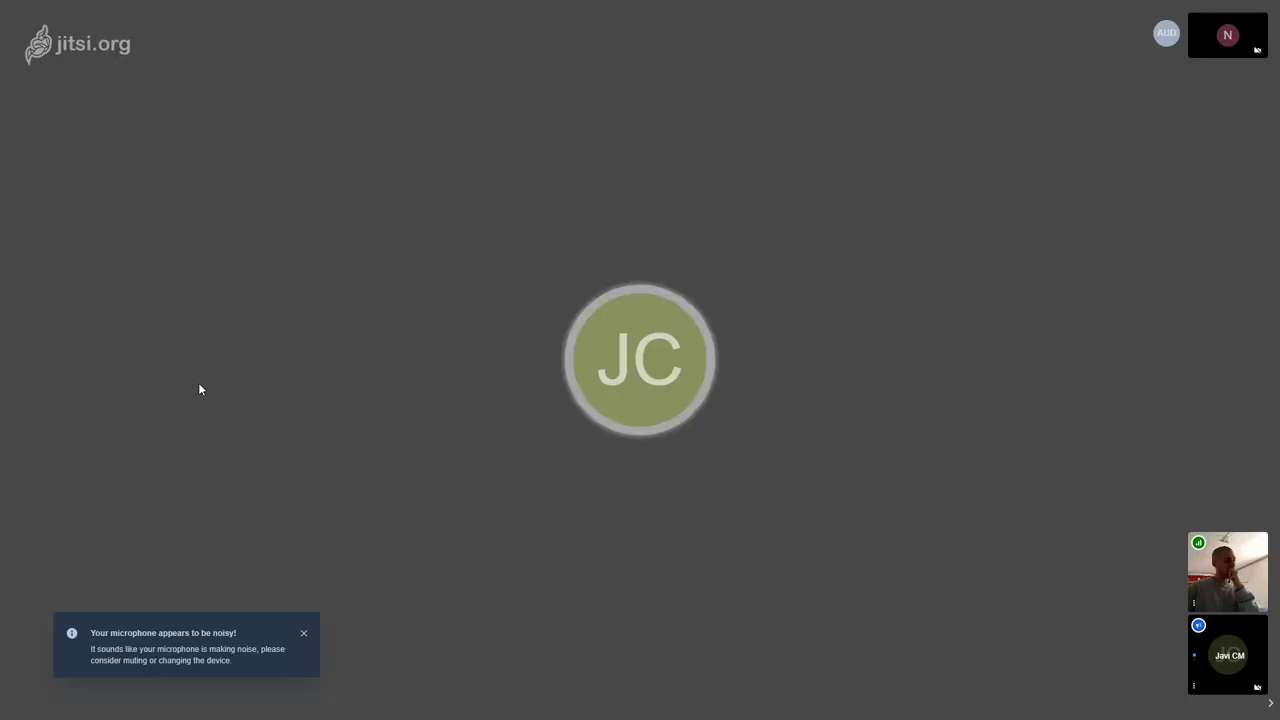 jitsi.org
AUD
N
JC
Javi CM
Your microphone appears to be noisy!
It sounds like your microphone is making noise, please
consider muting or changing the device.